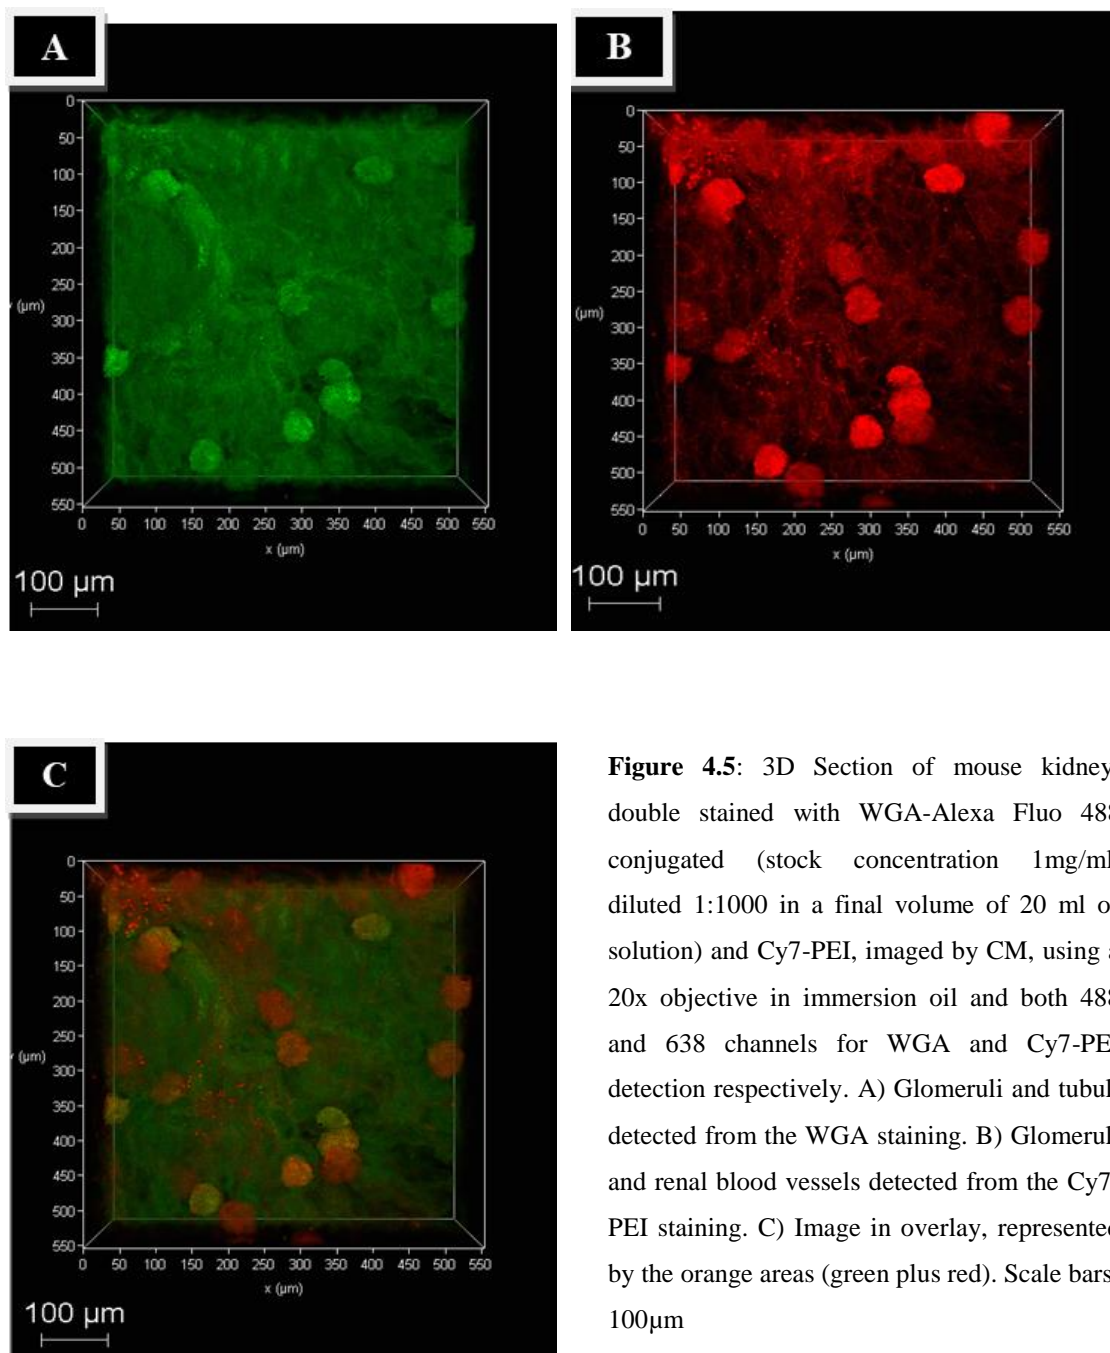 A
0
50
100
150
200
250
(µm)
300
350
400
450
500
550
0 50 100 150 200 250 300 350 400 450 500 550
x (µm)
100 µm
B
0
50
100
150
200
250
(µm)
300
350
400
450
500
550
0 50 100 150 200 250 300 350 400 450 500 550
x (µm)
100 µm
C
0
50
100
150
200
250
(µm)
300
350
400
450
500
550
0 50 100 150 200 250 300 350 400 450 500 550
x (µm)
100 µm
Figure 4.5: 3D Section of mouse kidney
double stained with WGA-Alexa Fluo 488
conjugated (stock concentration 1mg/ml
diluted 1:1000 in a final volume of 20 ml o
solution) and Cy7-PEI, imaged by CM, using a
20x objective in immersion oil and both 488
and 638 channels for WGA and Cy7-PE
detection respectively. A) Glomeruli and tubul
detected from the WGA staining. B) Glomerul
and renal blood vessels detected from the Cy7-
PEI staining. C) Image in overlay, represented
by the orange areas (green plus red). Scale bars
100µm